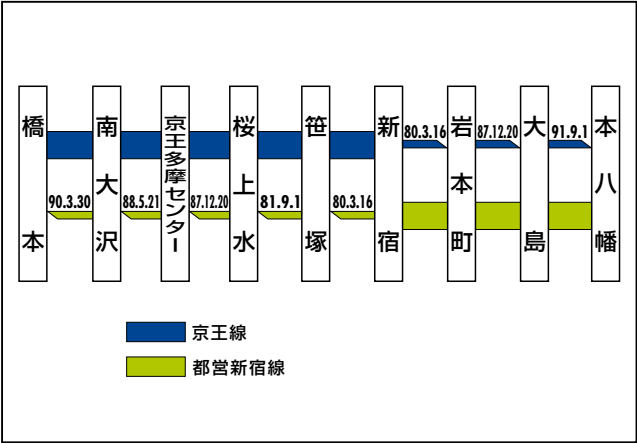 橋本
南大沢
京王多摩センター
桜上水
笹塚
新宿
岩本町
大島
本八幡
80.3.16
87.12.20
91.9.1
90.3.30
88.5.21
87.12.20
81.9.1
80.3.16
京王線
都営新宿線